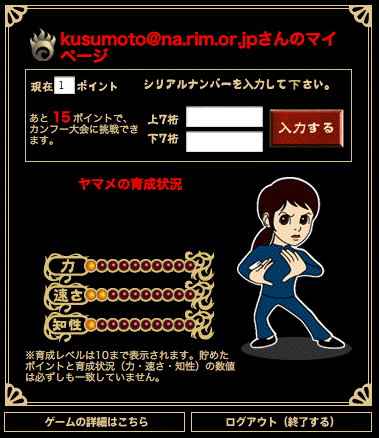 kusumoto@na.rim.or.jpさんのマイ
ページ
現在 1 ポイント
シリアルナンバーを入力して下さい。
あと 15 ポイントで、
カンフー大会に挑戦でき
ます。
上7桁
下7桁
入力する
ヤマメの育成状況
力
速さ
知性
※育成レベルは10まで表示されます。貯めた
ポイントと育成状況（力・速さ・知性）の数値
は必ずしも一致していません。
ゲームの詳細はこちら
ログアウト（終了する）